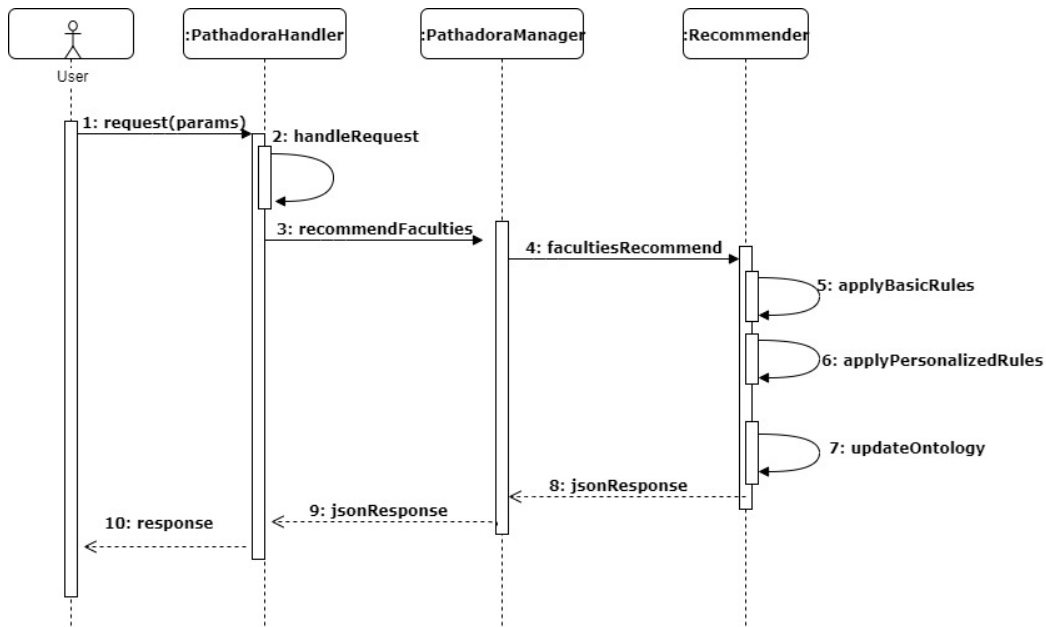 :PathadoraHandler
:PathadoraManager
:Recommender
User
1: request(params)
2: handleRequest
3: recommendFaculties
4: facultiesRecommend
5: applyBasicRules
6: applyPersonalizedRules
7: updateOntology
8: jsonResponse
9: jsonResponse
10: response